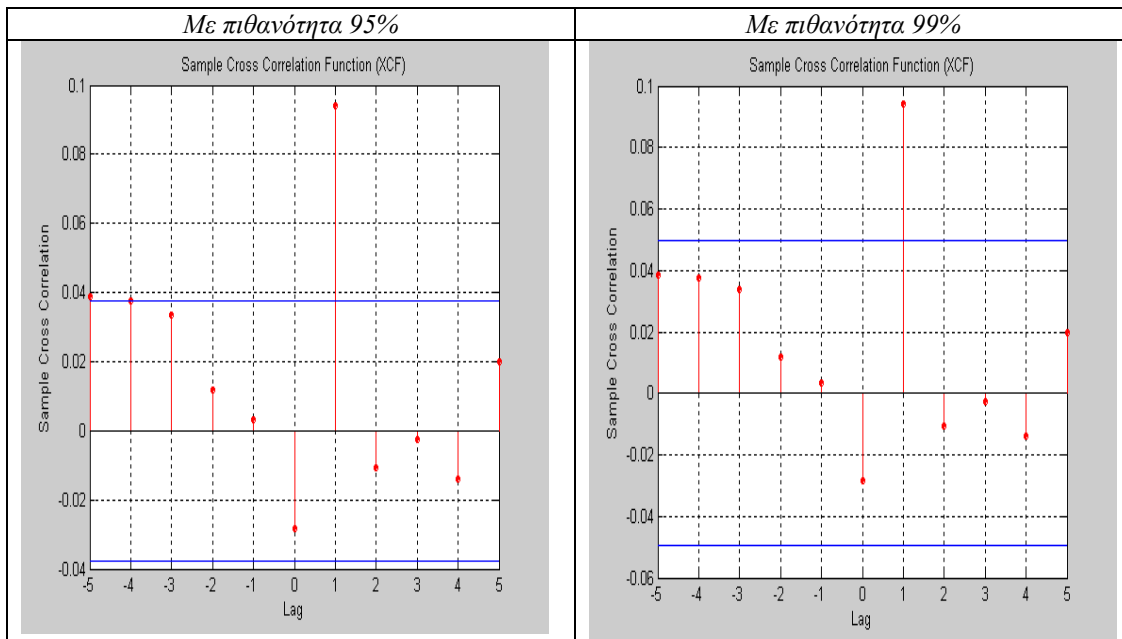 Με πιθανότητα 95%
Με πιθανότητα 99%
Sample Cross Correlation Function (XCF)
0.1
0.08
0.06
0.04
0.02
0
-0.02
-0.04
Sample Cross Correlation
-5 -4 -3 -2 -1 0 1 2 3 4 5
Lag
Sample Cross Correlation Function (XCF)
0.1
0.08
0.06
0.04
0.02
0
-0.02
-0.04
-0.06
Sample Cross Correlation
-5 -4 -3 -2 -1 0 1 2 3 4 5
Lag